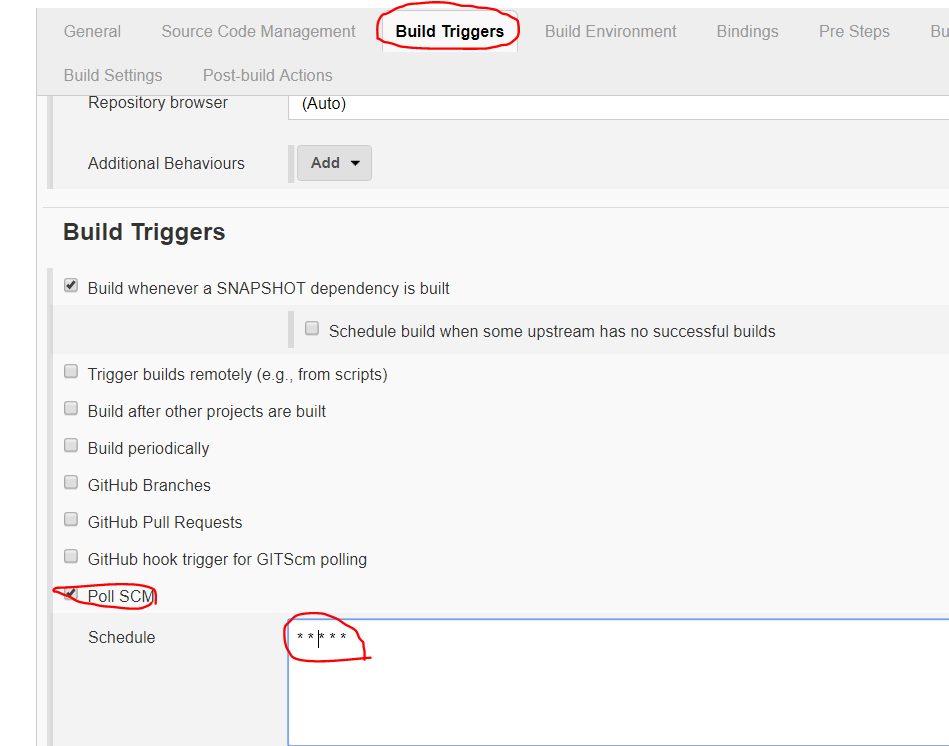 General Source Code Management Build Triggers Build Environment Bindings Pre Steps Bu
Build Settings Post-build Actions
Repository browser (Auto)
Additional Behaviours Add
Build Triggers
Build whenever a SNAPSHOT dependency is built
Schedule build when some upstream has no successful builds
Trigger builds remotely (e.g., from scripts)
Build after other projects are built
Build periodically
GitHub Branches
GitHub Pull Requests
GitHub hook trigger for GITScm polling
Poll SCM
Schedule * * * * *